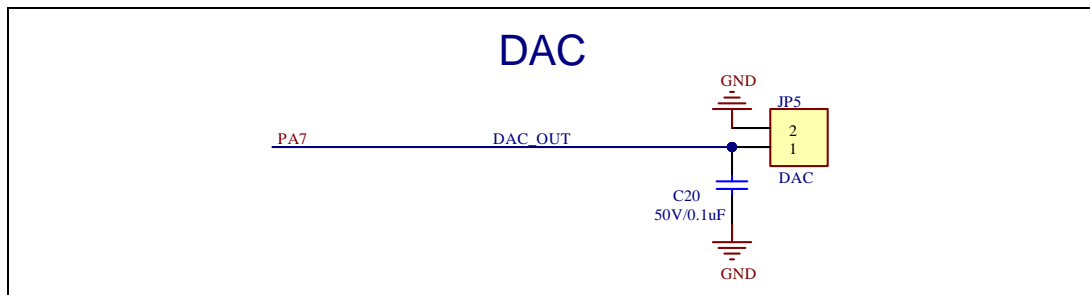 DAC
GND
JP5
PA7
DAC_OUT
2
1
DAC
C20
50V/0.1uF
GND